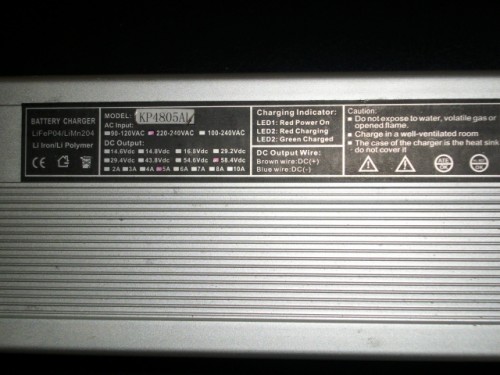 BATTERY CHARGER
LiFePO4/LiMn204
Li Iron/Li Polymer
MODEL: KP4805AL
AC Input:
90-120VAC 220-240VAC 100-240VAC
DC Output:
14.6Vdc 14.8Vdc 16.8Vdc 29.2Vdc
29.4Vdc 43.8Vdc 54.6Vdc 58.4Vdc
2A 3A 4A 5A 6A 7A 8A 10A
Charging Indicator:
LED1: Red Power On
LED2: Red Charging
LED2: Green Charged
DC Output Wire:
Brown wire:DC(+)
Blue wire:DC(-)
Caution:
Do not expose to water, volatile gas or
opened flame.
Charge in a well-ventilated room
The case of the charger is the heat sink
do not cover it